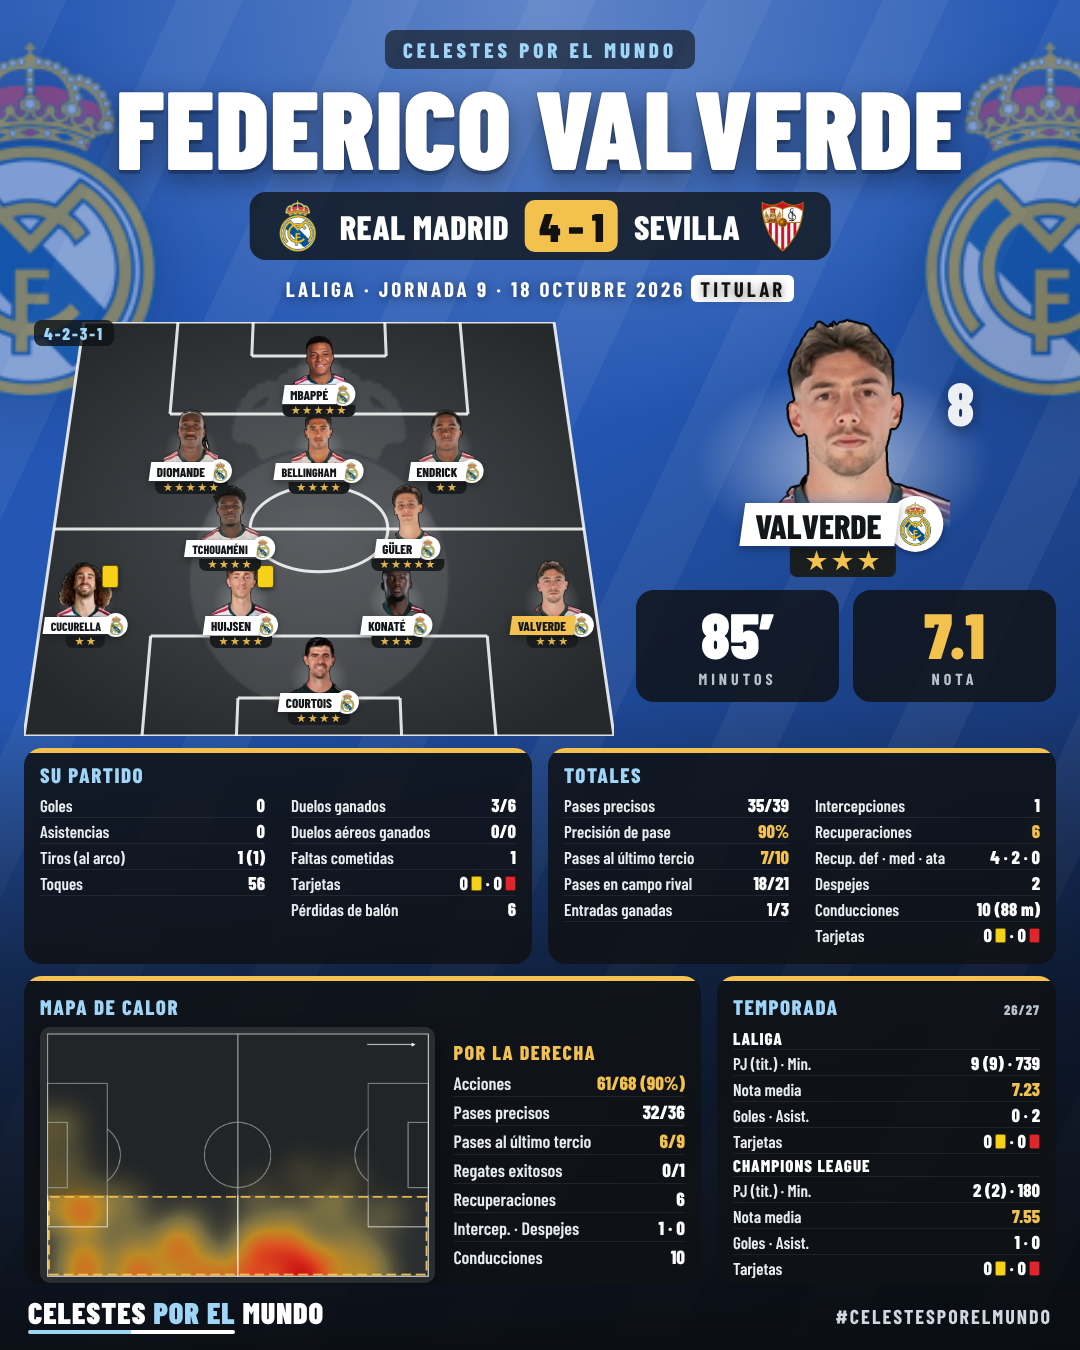 CELESTES POR EL MUNDO
FEDERICO VALVERDE
REAL MADRID 4-1 SEVILLA
LALIGA · JORNADA 9 · 18 OCTUBRE 2026 TITULAR
4-2-3-1
MBAPPÉ
DIOMANDE
BELLINGHAM
ENDRICK
TCHOUAMÉNI
GÜLER
CUCURELLA
HUIJSEN
KONATÉ
VALVERDE
COURTOIS
8
VALVERDE
85’
MINUTOS
7.1
NOTA
SU PARTIDO
Goles 0
Asistencias 0
Tiros (al arco) 1 (1)
Toques 56
Duelos ganados 3/6
Duelos aéreos ganados 0/0
Faltas cometidas 1
Tarjetas 0 · 0
Pérdidas de balón 6
TOTALES
Pases precisos 35/39
Precisión de pase 90%
Pases al último tercio 7/10
Pases en campo rival 18/21
Entradas ganadas 1/3
Intercepciones 1
Recuperaciones 6
Recup. def · med · ata 4 · 2 · 0
Despejes 2
Conducciones 10 (88 m)
Tarjetas 0 · 0
MAPA DE CALOR
POR LA DERECHA
Acciones 61/68 (90%)
Pases precisos 32/36
Pases al último tercio 6/9
Regates exitosos 0/1
Recuperaciones 6
Intercep. · Despejes 1 · 0
Conducciones 10
TEMPORADA 26/27
LALIGA
PJ (tit.) · Min. 9 (9) · 739
Nota media 7.23
Goles · Asist. 0 · 2
Tarjetas 0 · 0
CHAMPIONS LEAGUE
PJ (tit.) · Min. 2 (2) · 180
Nota media 7.55
Goles · Asist. 1 · 0
Tarjetas 0 · 0
CELESTES POR EL MUNDO
#CELESTESPORELMUNDO